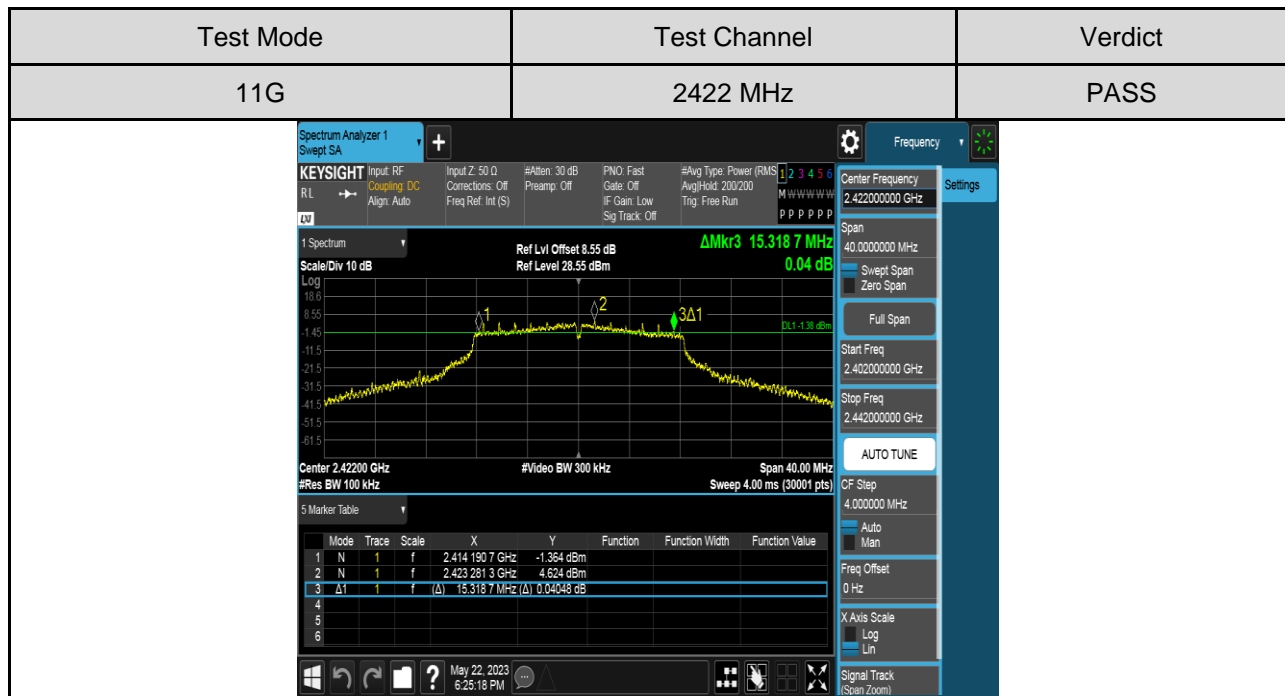 Test Mode Test Channel Verdict
11G 2422 MHz PASS
Spectrum Analyzer 1
Swept SA
+
Frequency
Settings
KEYSIGHT
RL
LXI
Input: RF
Coupling: DC
Align: Auto
Input Z: 50 Ω
Corrections: Off
Freq Ref: Int (S)
#Atten: 30 dB
Preamp: Off
PNO: Fast
Gate: Off
IF Gain: Low
Sig Track: Off
#Avg Type: Power (RMS
Avg|Hold: 200/200
Trig: Free Run
1 2 3 4 5 6
M W W W W W
P P P P P P
1 Spectrum
Scale/Div 10 dB
Ref Lvl Offset 8.55 dB
Ref Level 28.55 dBm
ΔMkr3 15.318 7 MHz
0.04 dB
Log
18.6
8.55
-1.45
-11.5
-21.5
-31.5
-41.5
-51.5
-61.5
1
2
3Δ1
DL1 -1.38 dBm
Center 2.42200 GHz
#Video BW 300 kHz
Span 40.00 MHz
#Res BW 100 kHz
Sweep 4.00 ms (30001 pts)
5 Marker Table
Mode Trace Scale X Y Function Function Width Function Value
1 N 1 f 2.414 190 7 GHz -1.364 dBm
2 N 1 f 2.423 281 3 GHz 4.624 dBm
3 Δ1 1 f (Δ) 15.318 7 MHz (Δ) 0.04048 dB
4
5
6
?
May 22, 2023
6:25:18 PM
Center Frequency
2.422000000 GHz
Span
40.0000000 MHz
Swept Span
Zero Span
Full Span
Start Freq
2.402000000 GHz
Stop Freq
2.442000000 GHz
AUTO TUNE
CF Step
4.000000 MHz
Auto
Man
Freq Offset
0 Hz
X Axis Scale
Log
Lin
Signal Track
(Span Zoom)